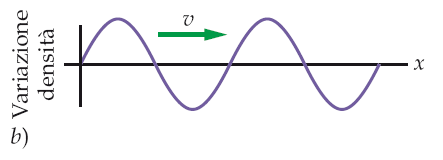 Variazione
densità
v
x
b)